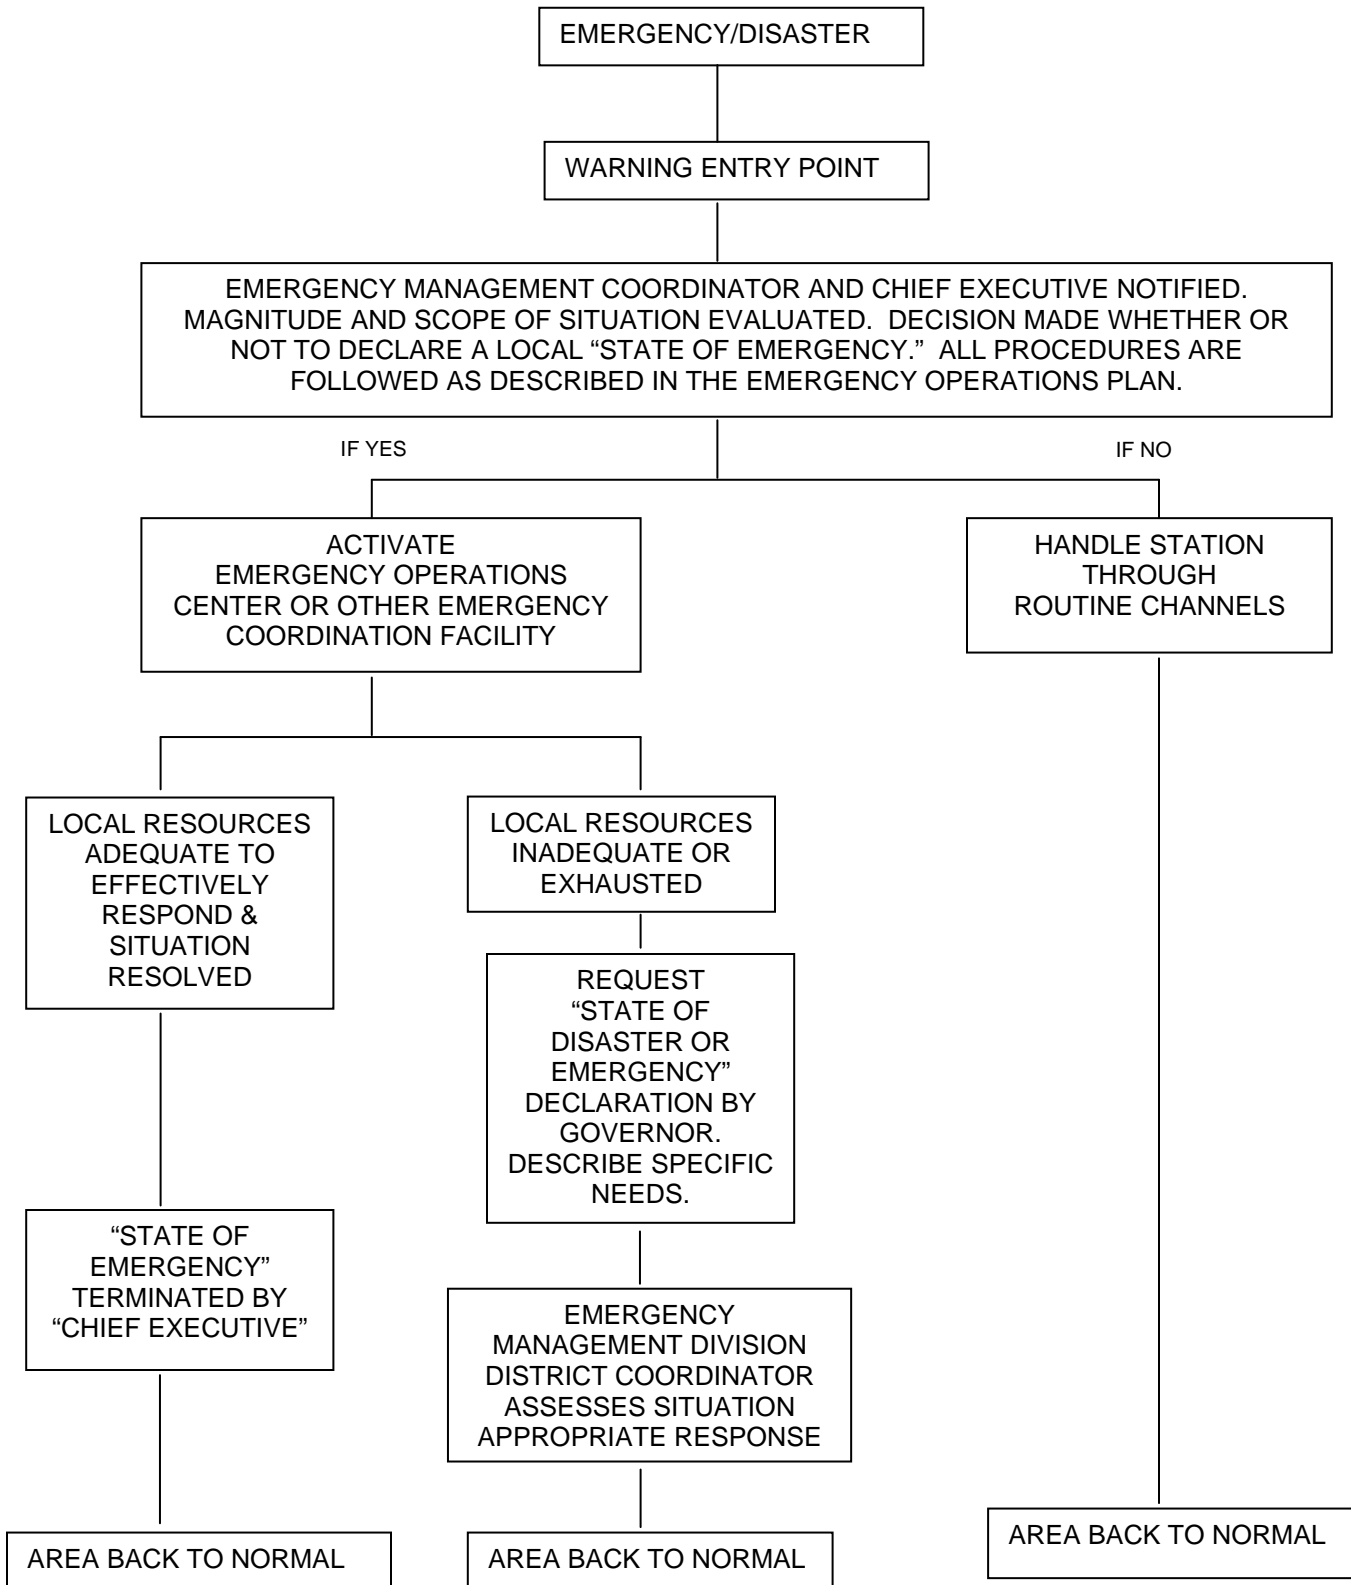 EMERGENCY/DISASTER
WARNING ENTRY POINT
EMERGENCY MANAGEMENT COORDINATOR AND CHIEF EXECUTIVE NOTIFIED.
MAGNITUDE AND SCOPE OF SITUATION EVALUATED.  DECISION MADE WHETHER OR
NOT TO DECLARE A LOCAL “STATE OF EMERGENCY.”  ALL PROCEDURES ARE
FOLLOWED AS DESCRIBED IN THE EMERGENCY OPERATIONS PLAN.
IF YES
IF NO
ACTIVATE
EMERGENCY OPERATIONS
CENTER OR OTHER EMERGENCY
COORDINATION FACILITY
HANDLE STATION
THROUGH
ROUTINE CHANNELS
LOCAL RESOURCES
ADEQUATE TO
EFFECTIVELY
RESPOND &
SITUATION
RESOLVED
LOCAL RESOURCES
INADEQUATE OR
EXHAUSTED
REQUEST
“STATE OF
DISASTER OR
EMERGENCY”
DECLARATION BY
GOVERNOR.
DESCRIBE SPECIFIC
NEEDS.
“STATE OF
EMERGENCY”
TERMINATED BY
“CHIEF EXECUTIVE”
EMERGENCY
MANAGEMENT DIVISION
DISTRICT COORDINATOR
ASSESSES SITUATION
APPROPRIATE RESPONSE
AREA BACK TO NORMAL
AREA BACK TO NORMAL
AREA BACK TO NORMAL